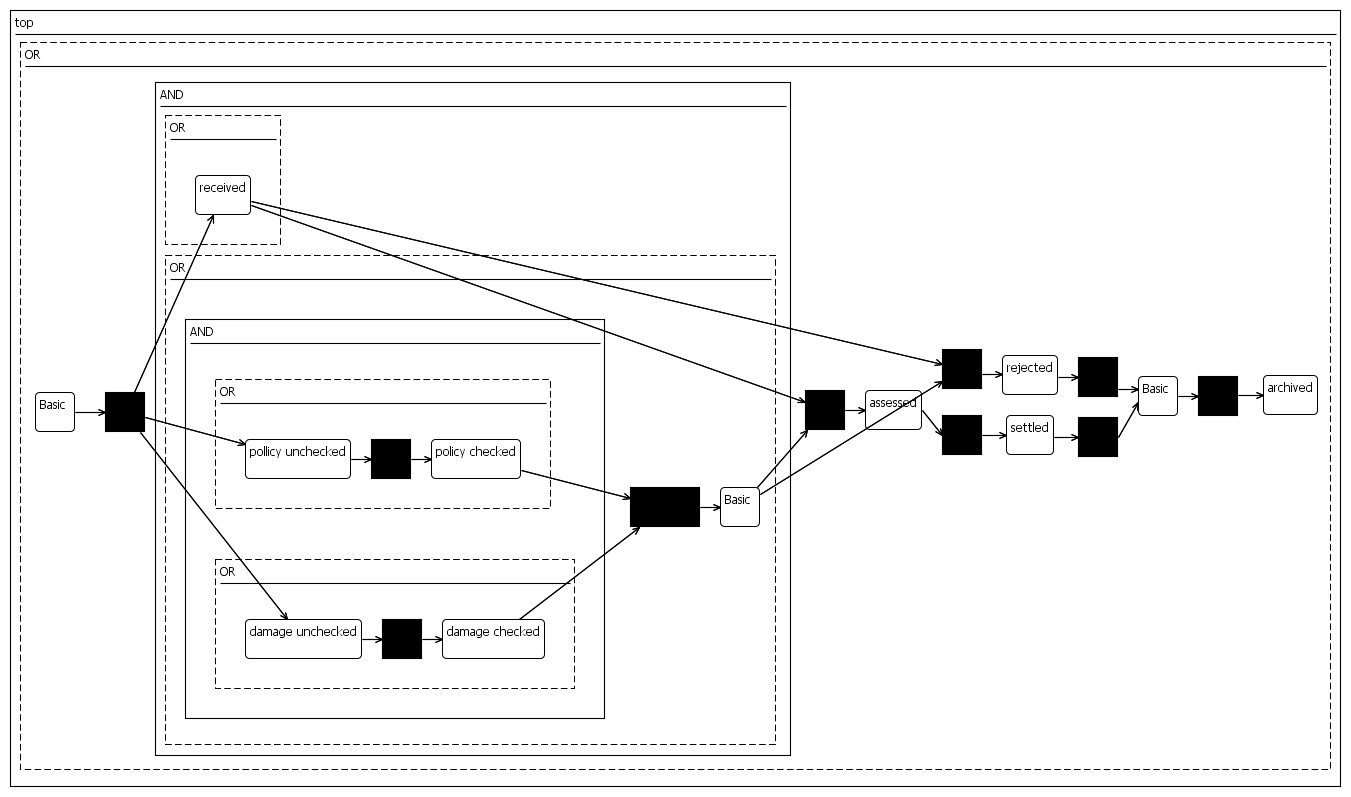 top
OR
AND
OR
received
OR
AND
OR
pollicy unchecked
policy checked
OR
damage unchecked
damage checked
Basic
Basic
assessed
rejected
settled
Basic
archived